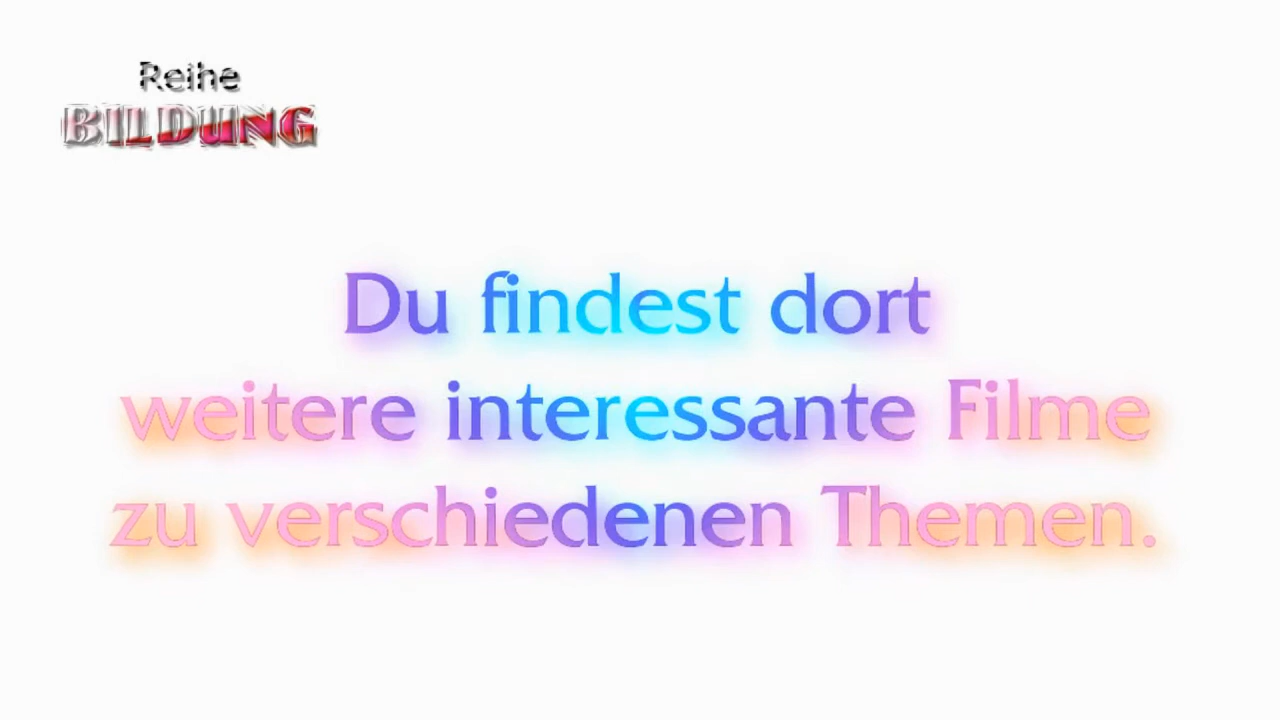 Reihe
BILDUNG
Du findest dort
weitere interessante Filme
zu verschiedenen Themen.